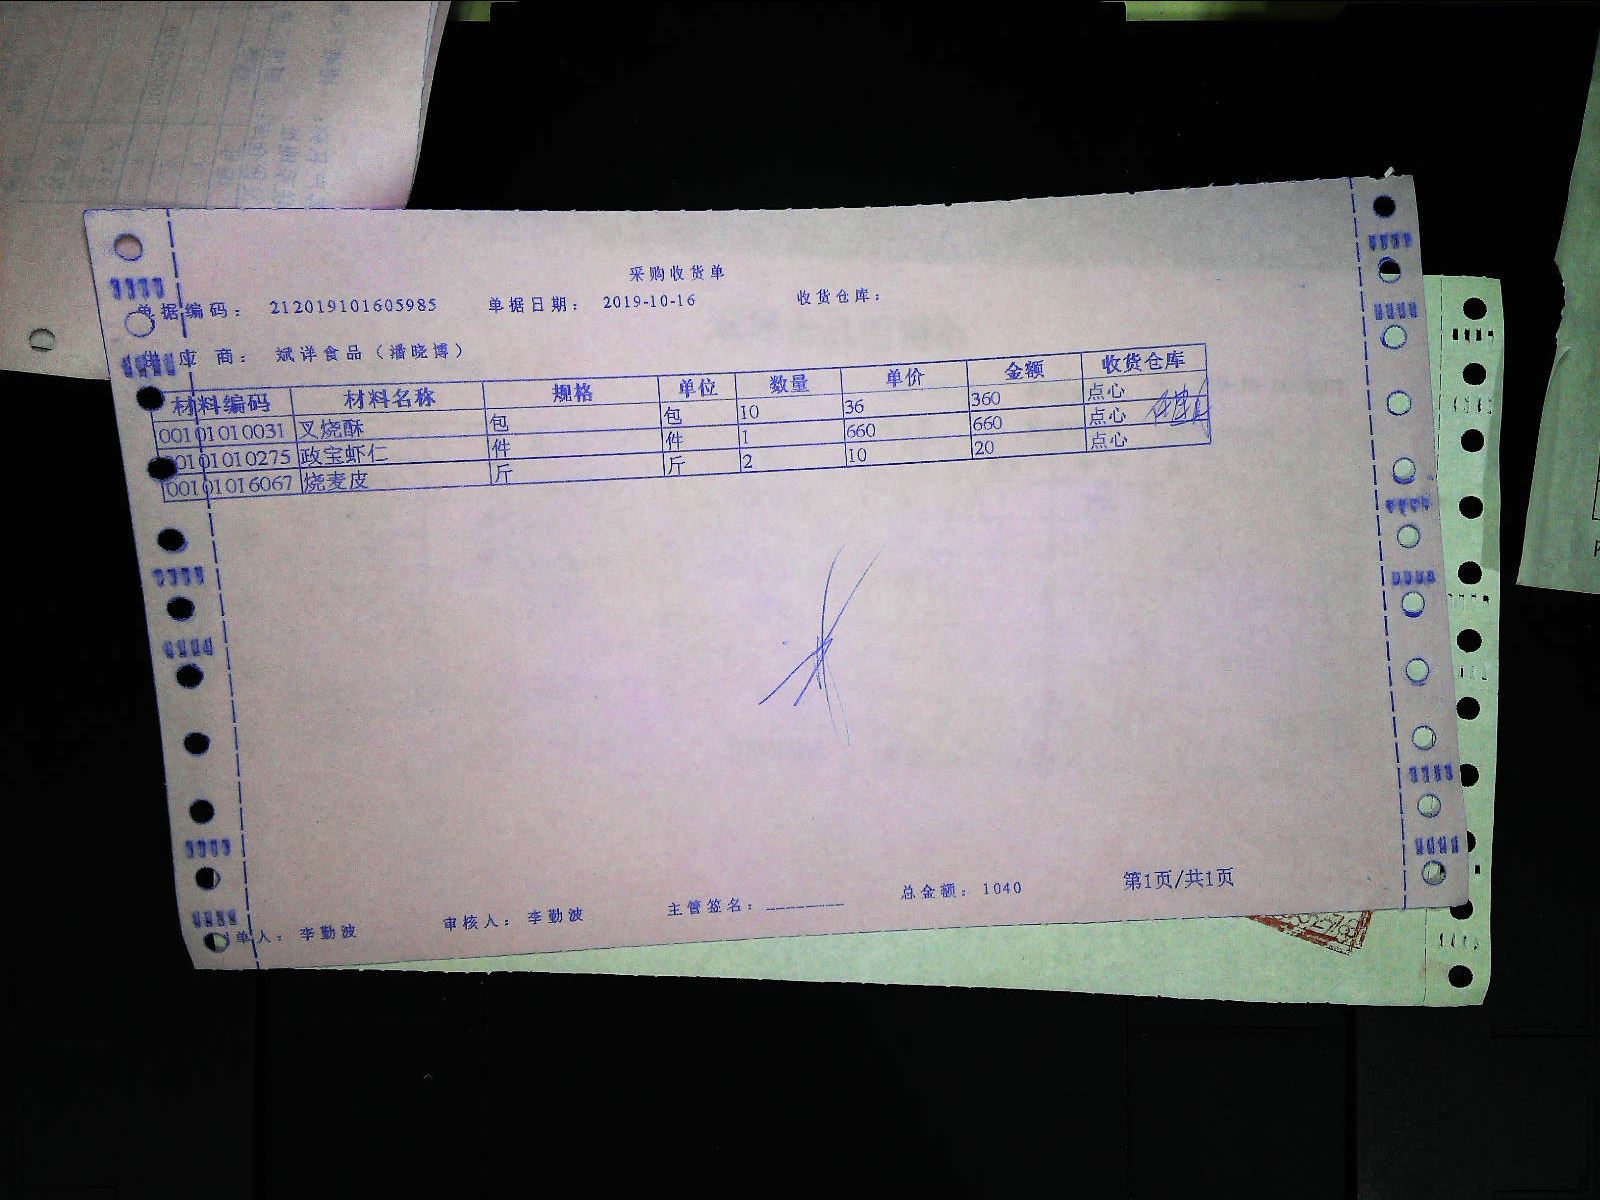 采购收货单
单据编码： 212019101605985 单据日期： 2019-10-16 收货仓库：
供应商： 斌洋食品（潘晓博）
材料编码 材料名称 规格 单位 数量 单价 金额 收货仓库
00101010031 叉烧酥 包 包 10 36 360 点心
00101010275 政宝虾仁 件 件 1 660 660 点心
00101016067 烧麦皮 斤 斤 2 10 20 点心
单人： 李勤波 审核人： 李勤波 主管签名： 总金额： 1040 第1页/共1页